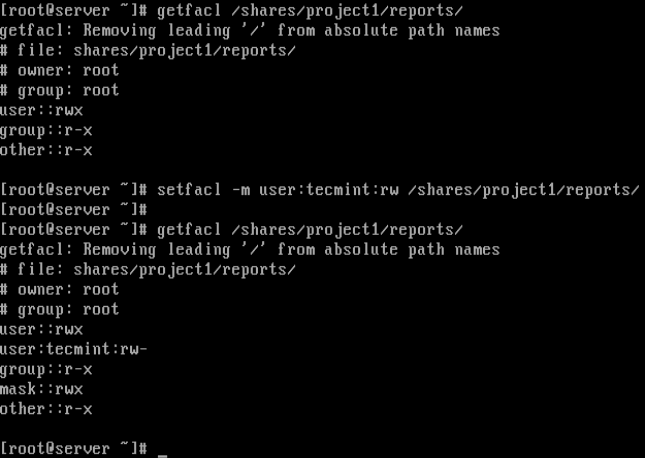 [root@server ~]# getfacl /shares/project1/reports/
getfacl: Removing leading '/' from absolute path names
# file: shares/project1/reports/
# owner: root
# group: root
user::rwx
group::r-x
other::r-x
[root@server ~]# setfacl -m user:tecmint:rw /shares/project1/reports/
[root@server ~]#
[root@server ~]# getfacl /shares/project1/reports/
getfacl: Removing leading '/' from absolute path names
# file: shares/project1/reports/
# owner: root
# group: root
user::rwx
user:tecmint:rw-
group::r-x
mask::rwx
other::r-x
[root@server ~]# _